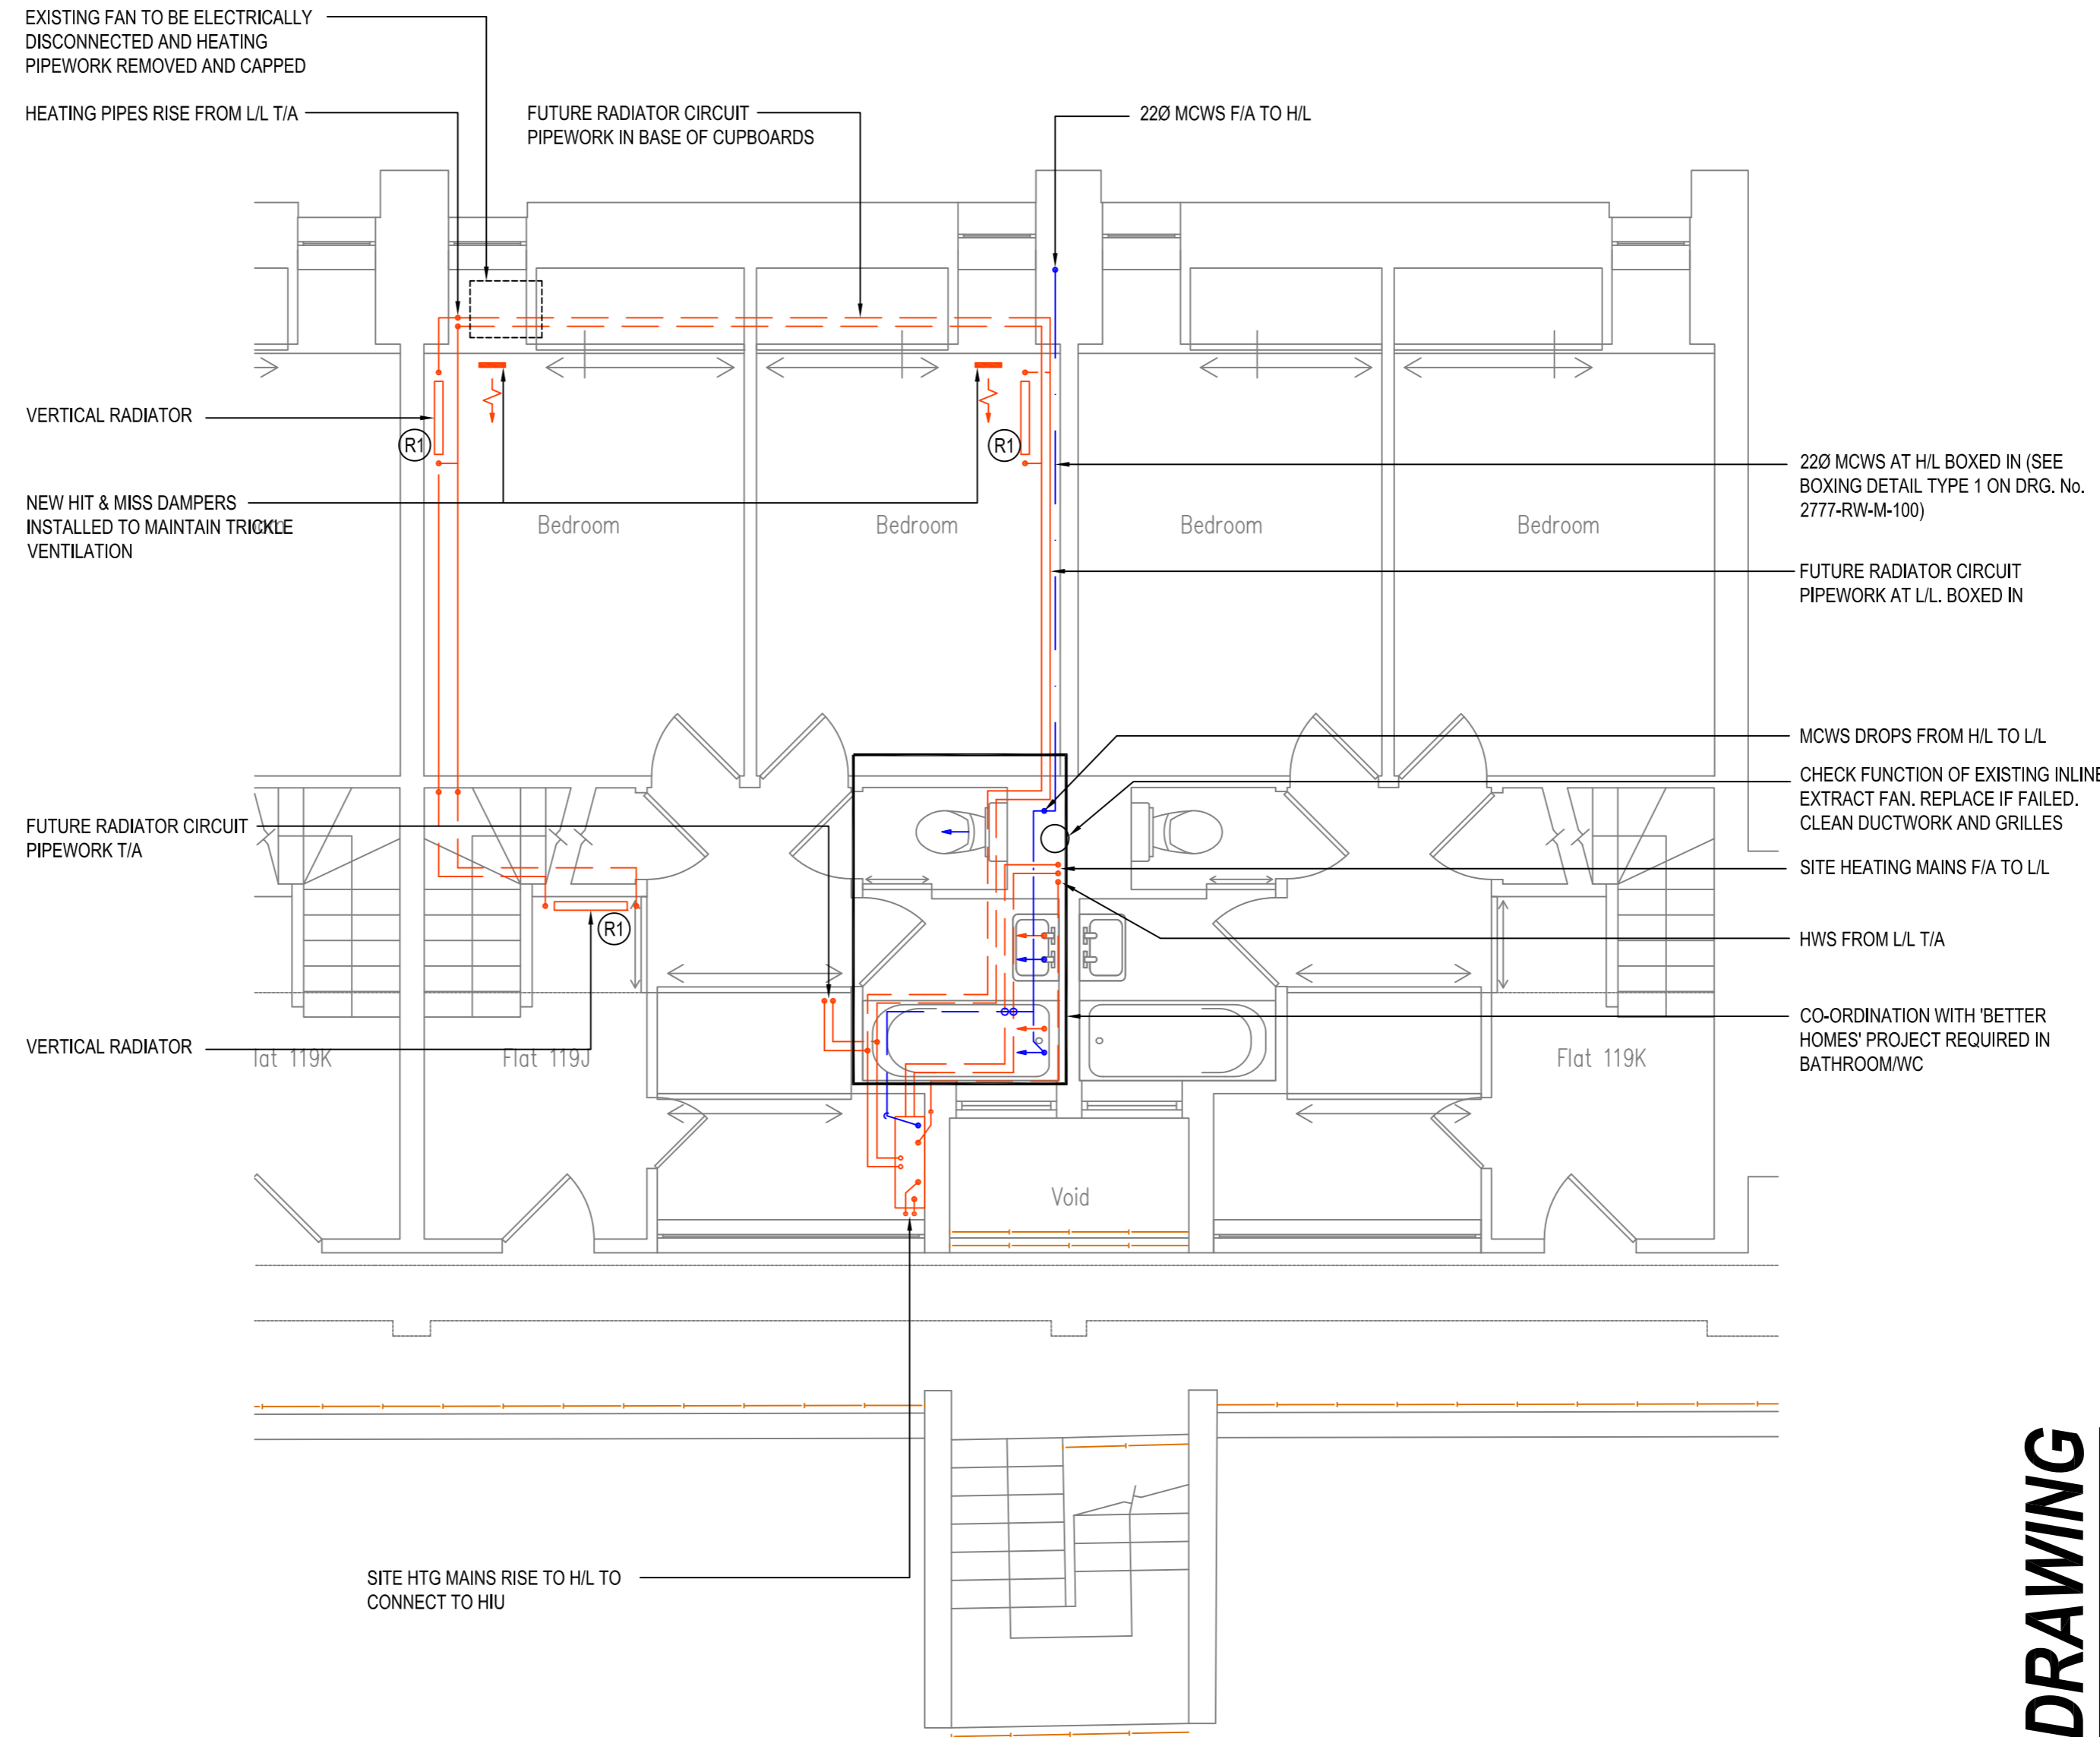 EXISTING FAN TO BE ELECTRICALLY
DISCONNECTED AND HEATING
PIPEWORK REMOVED AND CAPPED
HEATING PIPES RISE FROM L/L T/A
FUTURE RADIATOR CIRCUIT
PIPEWORK IN BASE OF CUPBOARDS
22Ø MCWS F/A TO H/L
VERTICAL RADIATOR
R1
R1
NEW HIT & MISS DAMPERS
INSTALLED TO MAINTAIN TRICKLE
VENTILATION
Bedroom
Bedroom
Bedroom
Bedroom
22Ø MCWS AT H/L BOXED IN (SEE
BOXING DETAIL TYPE 1 ON DRG. No.
2777-RW-M-100)
FUTURE RADIATOR CIRCUIT
PIPEWORK AT L/L. BOXED IN
MCWS DROPS FROM H/L TO L/L
CHECK FUNCTION OF EXISTING INLINE
EXTRACT FAN. REPLACE IF FAILED.
CLEAN DUCTWORK AND GRILLES
FUTURE RADIATOR CIRCUIT
PIPEWORK T/A
SITE HEATING MAINS F/A TO L/L
R1
HWS FROM L/L T/A
CO-ORDINATION WITH 'BETTER
HOMES' PROJECT REQUIRED IN
BATHROOM/WC
VERTICAL RADIATOR
lat 119K
Flat 119J
Flat 119K
Void
SITE HTG MAINS RISE TO H/L TO
CONNECT TO HIU
DRAWING